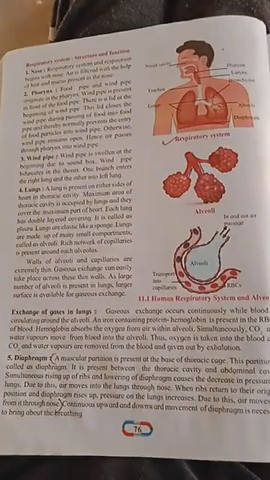 Respiratory system : Structure and function
1. Nose : Respiratory system and respiration
begins with nose. Air is filtered with the help
of hair and mucus present in the nose.
2. Pharynx : Food pipe and wind pipe
originate in the pharynx. Wind pipe is present
in front of the food pipe. There is a lid at the
beginning of wind pipe. This lid closes the
wind pipe during passing of food into food
pipe and thereby normally prevents the entry
of food particles into wind pipe. Otherwise,
wind pipe remains open. Hence air passes
through pharynx into wind pipe.
3. Wind pipe : Wind pipe is swollen at the
beginning due to sound box. Wind pipe
bifurcates in the thorax. One branch enters
the right lung and the other into left lung.
4. Lungs : A lung is present on either sides of
heart in thoracic cavity. Maximum area of
thoracic cavity is occupied by lungs and they
cover the maximum part of heart. Each lung
has double layered covering. It is called as
pleura. Lungs are elastic like a sponge. Lungs
are made up of many small compartments,
called as alveoli. Rich network of capillaries
is present around each alveolus.
Walls of alveoli and capillaries are
extremely thin. Gaseous exchange can easily
take place across these thin walls. As large
number of alveoli is present in lungs, larger
surface is available for gaseous exchange.
Pharynx
Larynx
Trachea
Alveoli
Diaphragm
Respiratory system
Alveoli
In and out air
passage
Alveoli
Transport
into
capillaries
RBCs
11.1 Human Respiratory System and Alveo
Exchange of gases in lungs : Gaseous exchange occurs continuously while blood
circulating around the alveoli. An iron containing protein- hemoglobin is present in the RB
of blood. Hemoglobin absorbs the oxygen from air within alveoli. Simultaneously, CO2
water vapours move from blood into the alveoli. Thus, oxygen is taken into the blood a
CO2 and water vapours are removed from the blood and given out by exhalation.
5. Diaphragm : A muscular partition is present at the base of thoracic cage. This partitio
called as diaphragm. It is present between the thoracic cavity and abdominal cav
Simultaneous rising up of ribs and lowering of diaphragm causes the decrease in pressure
lungs. Due to this, air moves into the lungs through nose. When ribs return to their orig
position and diaphragm rises up, pressure on the lungs increases. Due to this, air moves
from it through nose. Continuous upward and downward movement of diaphragm is neces
to bring about the breathing
76